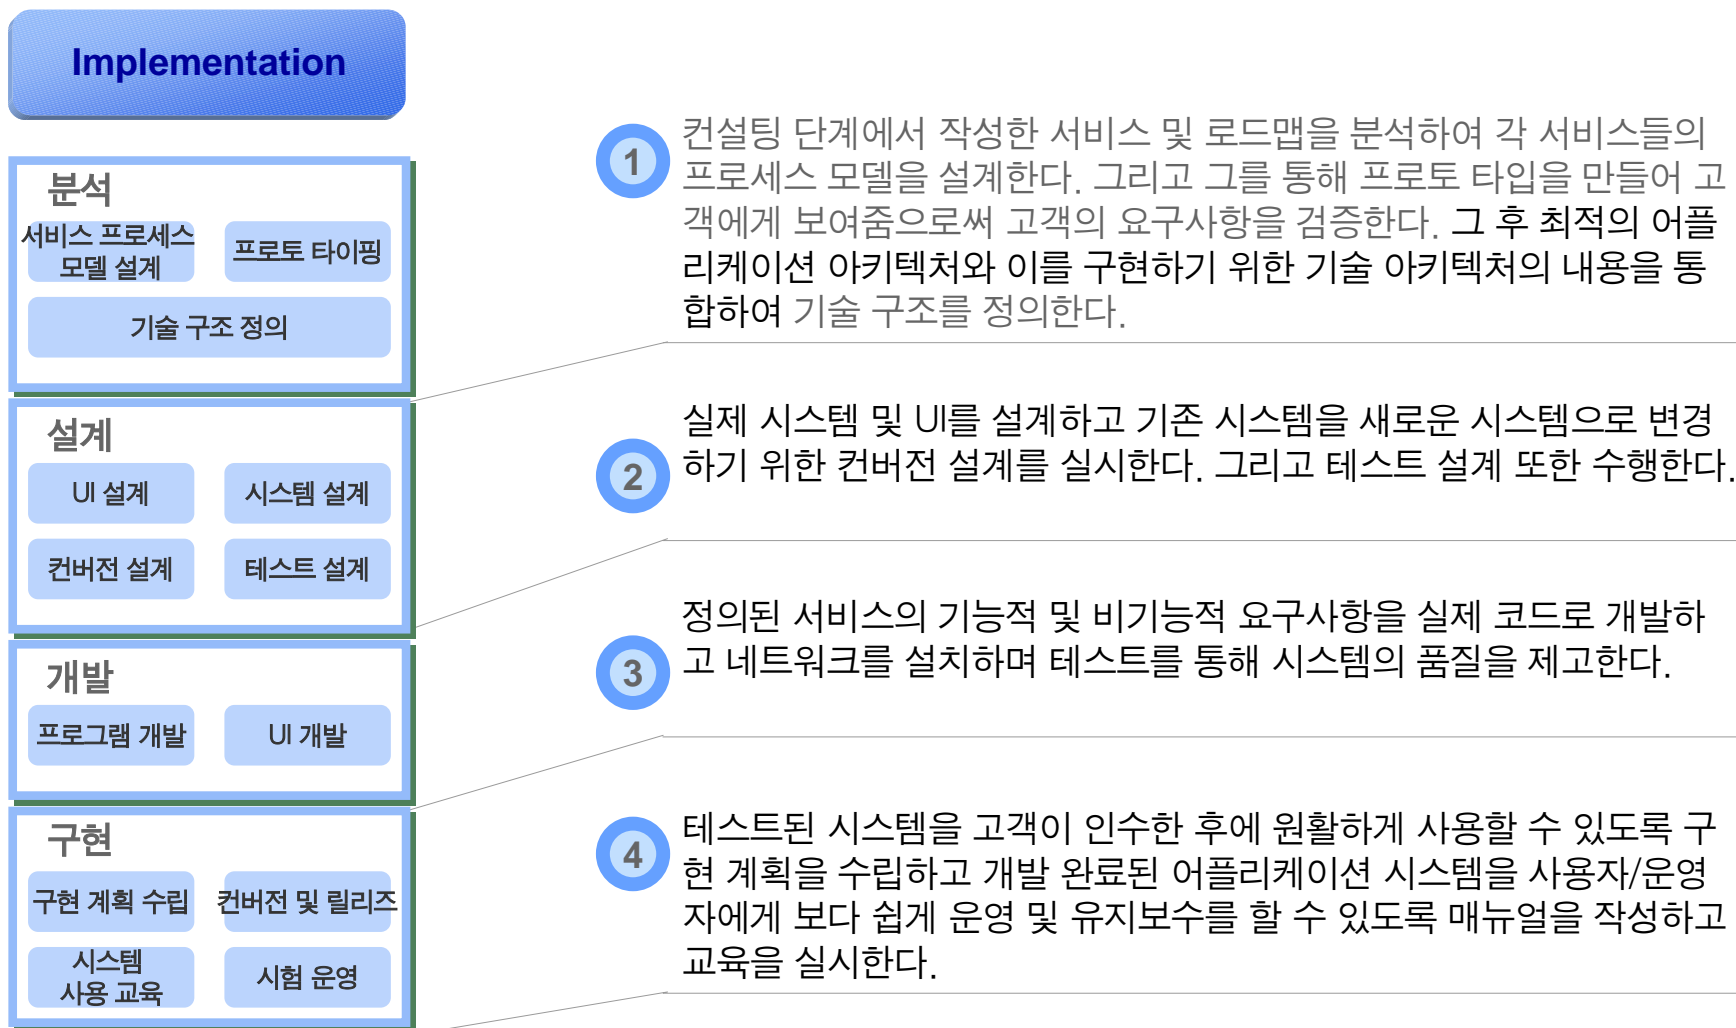 Implementation
분석
서비스 프로세스
모델 설계
프로토 타이핑
기술 구조 정의
1
컨설팅 단계에서 작성한 서비스 및 로드맵을 분석하여 각 서비스들의
프로세스 모델을 설계한다. 그리고 그를 통해 프로토 타입을 만들어 고
객에게 보여줌으로써 고객의 요구사항을 검증한다. 그 후 최적의 어플
리케이션 아키텍처와 이를 구현하기 위한 기술 아키텍처의 내용을 통
합하여 기술 구조를 정의한다.
설계
UI 설계
시스템 설계
컨버전 설계
테스트 설계
2
실제 시스템 및 UI를 설계하고 기존 시스템을 새로운 시스템으로 변경
하기 위한 컨버전 설계를 실시한다. 그리고 테스트 설계 또한 수행한다.
개발
프로그램 개발
UI 개발
3
정의된 서비스의 기능적 및 비기능적 요구사항을 실제 코드로 개발하
고 네트워크를 설치하며 테스트를 통해 시스템의 품질을 제고한다.
구현
구현 계획 수립
컨버전 및 릴리즈
시스템
사용 교육
시험 운영
4
테스트된 시스템을 고객이 인수한 후에 원활하게 사용할 수 있도록 구
현 계획을 수립하고 개발 완료된 어플리케이션 시스템을 사용자/운영
자에게 보다 쉽게 운영 및 유지보수를 할 수 있도록 매뉴얼을 작성하고
교육을 실시한다.